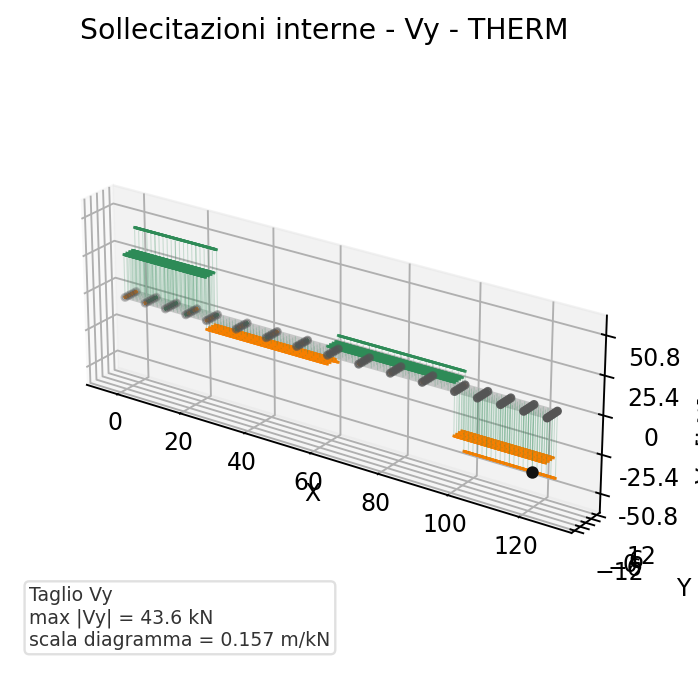 Sollecitazioni interne - Vy - THERM
50.8
25.4
0
-25.4
-50.8
0
20
40
60
80
100
120
X
12
−12
Y
Taglio Vy
max |Vy| = 43.6 kN
scala diagramma = 0.157 m/kN